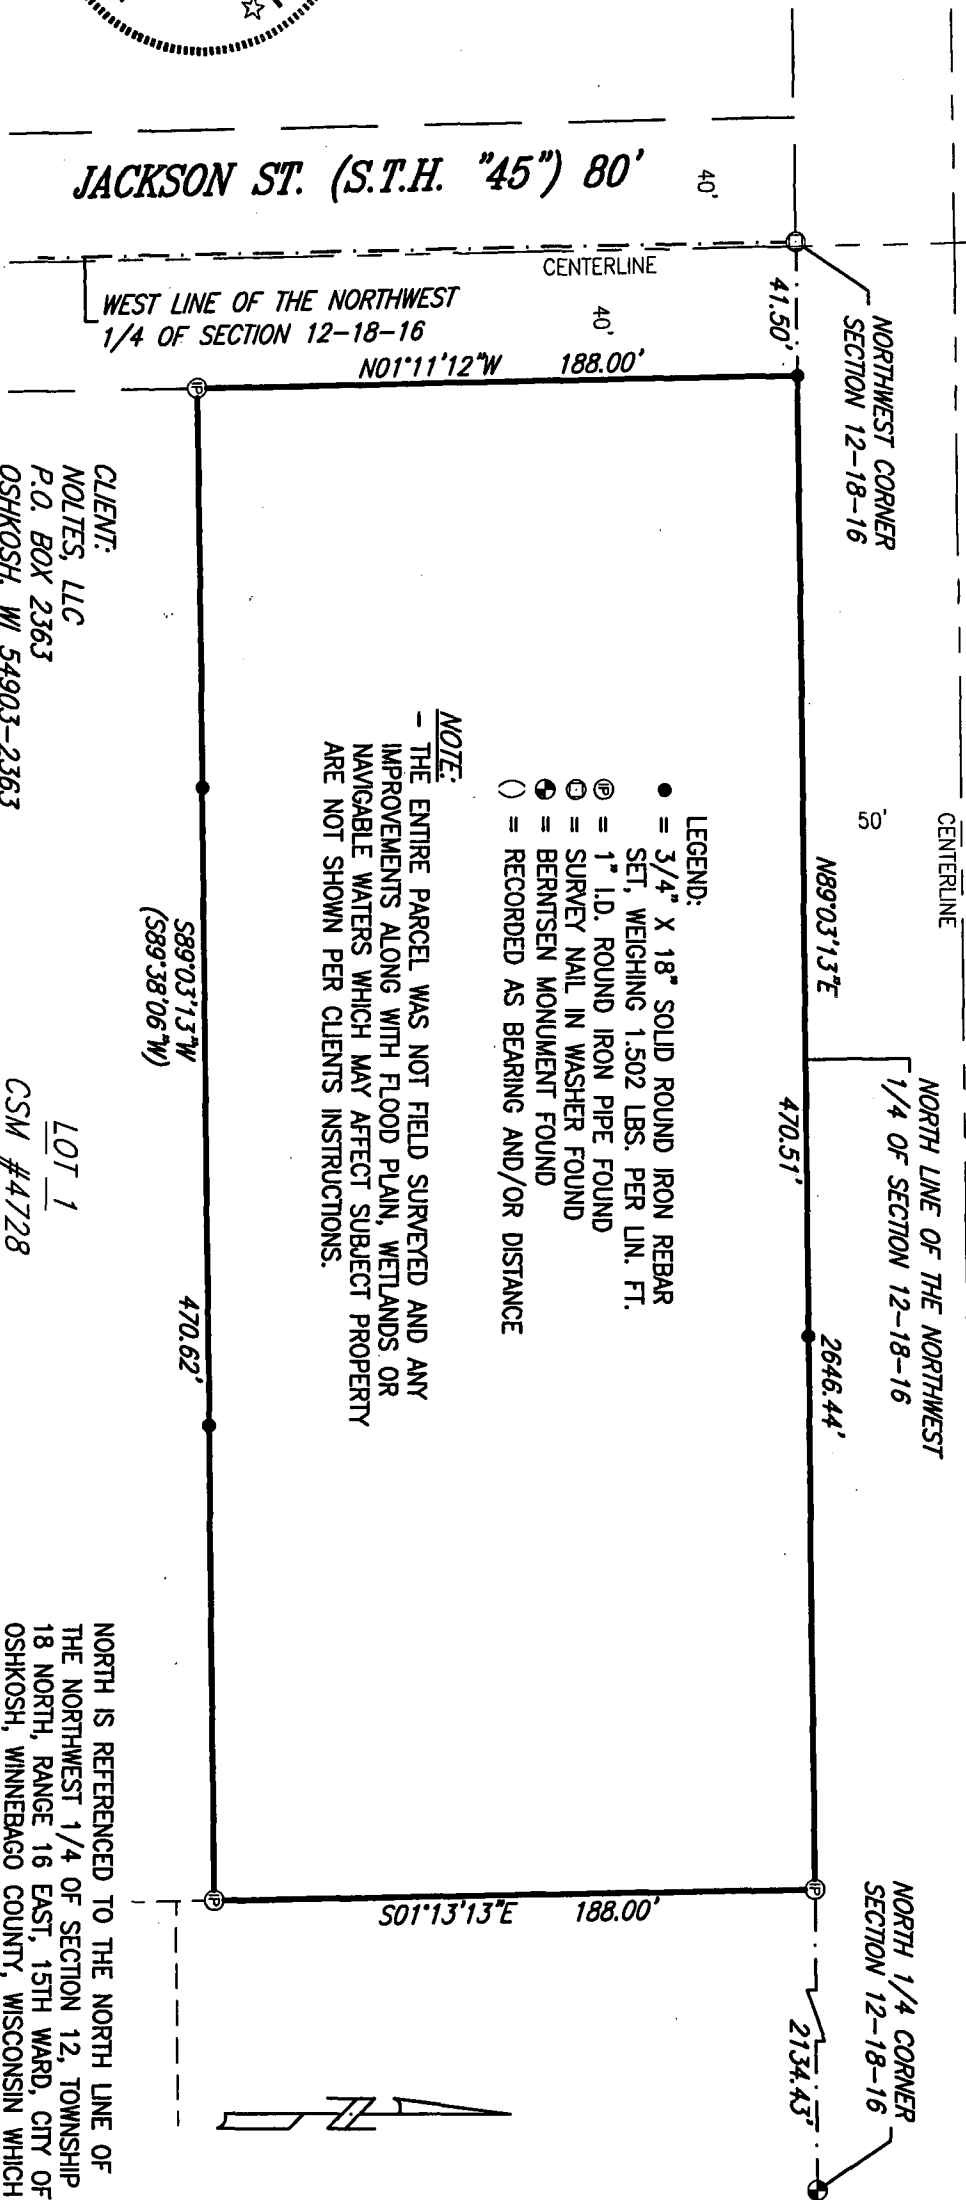 JACKSON ST. (S.T.H. "45") 80'
40'
CENTERLINE
WEST LINE OF THE NORTHWEST
1/4 OF SECTION 12-18-16
40'
41.50'
NORTHWEST CORNER
SECTION 12-18-16
N01°11'12"W 188.00'
CENTERLINE
50'
N89°03'13"E
470.51'
NORTH LINE OF THE NORTHWEST
1/4 OF SECTION 12-18-16
2646.44'
NORTH 1/4 CORNER
SECTION 12-18-16
2134.43'
LEGEND:
● = 3/4" X 18" SOLID ROUND IRON REBAR
SET, WEIGHING 1.502 LBS. PER LIN. FT.
IP = 1" I.D. ROUND IRON PIPE FOUND
= SURVEY NAIL IN WASHER FOUND
= BERNTSEN MONUMENT FOUND
() = RECORDED AS BEARING AND/OR DISTANCE
NOTE:
- THE ENTIRE PARCEL WAS NOT FIELD SURVEYED AND ANY
IMPROVEMENTS ALONG WITH FLOOD PLAIN, WETLANDS OR
NAVIGABLE WATERS WHICH MAY AFFECT SUBJECT PROPERTY
ARE NOT SHOWN PER CLIENTS INSTRUCTIONS.
S01°13'13"E 188.00'
IP
IP
IP
S89°03'13"W
(S89°38'06"W)
470.62'
CLIENT:
NOLTES, LLC
P.O. BOX 2363
OSHKOSH, WI 54903-2363
LOT 1
CSM #4728
NORTH IS REFERENCED TO THE NORTH LINE OF
THE NORTHWEST 1/4 OF SECTION 12, TOWNSHIP
18 NORTH, RANGE 16 EAST, 15TH WARD, CITY OF
OSHKOSH, WINNEBAGO COUNTY, WISCONSIN WHICH